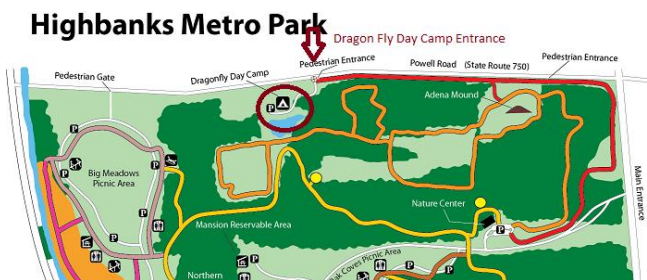 Highbanks Metro Park
Dragon Fly Day Camp Entrance
Pedestrian Entrance
Powell Road (State Route 750)
Pedestrian Entrance
Pedestrian Gate
Dragonfly Day Camp
P
Adena Mound
P
Big Meadows
Picnic Area
P
P
Main Entrance
Nature Center
P
P
Mansion Reservable Area
P
P
Oak Coves Picnic Area
P
P
P
Northern